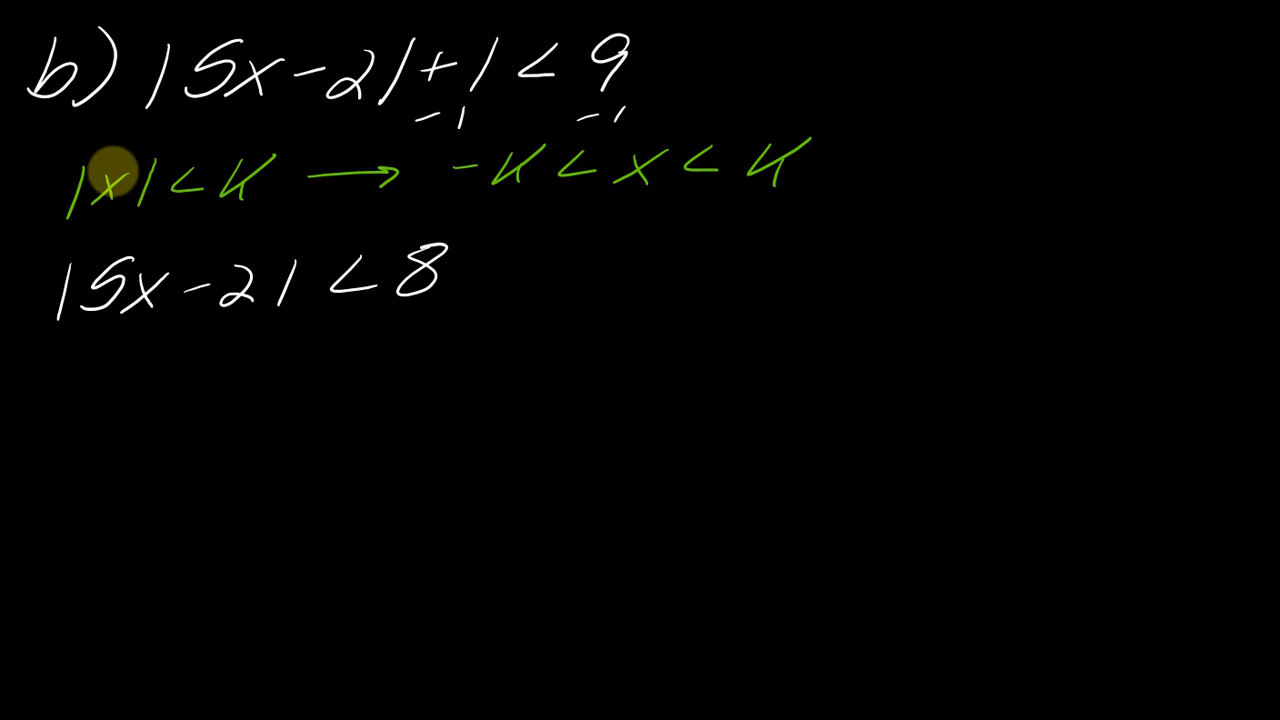 b) |5x-2|+1 < 9
-1 -1
|x| < K → -K < x < K
|5x-2| < 8